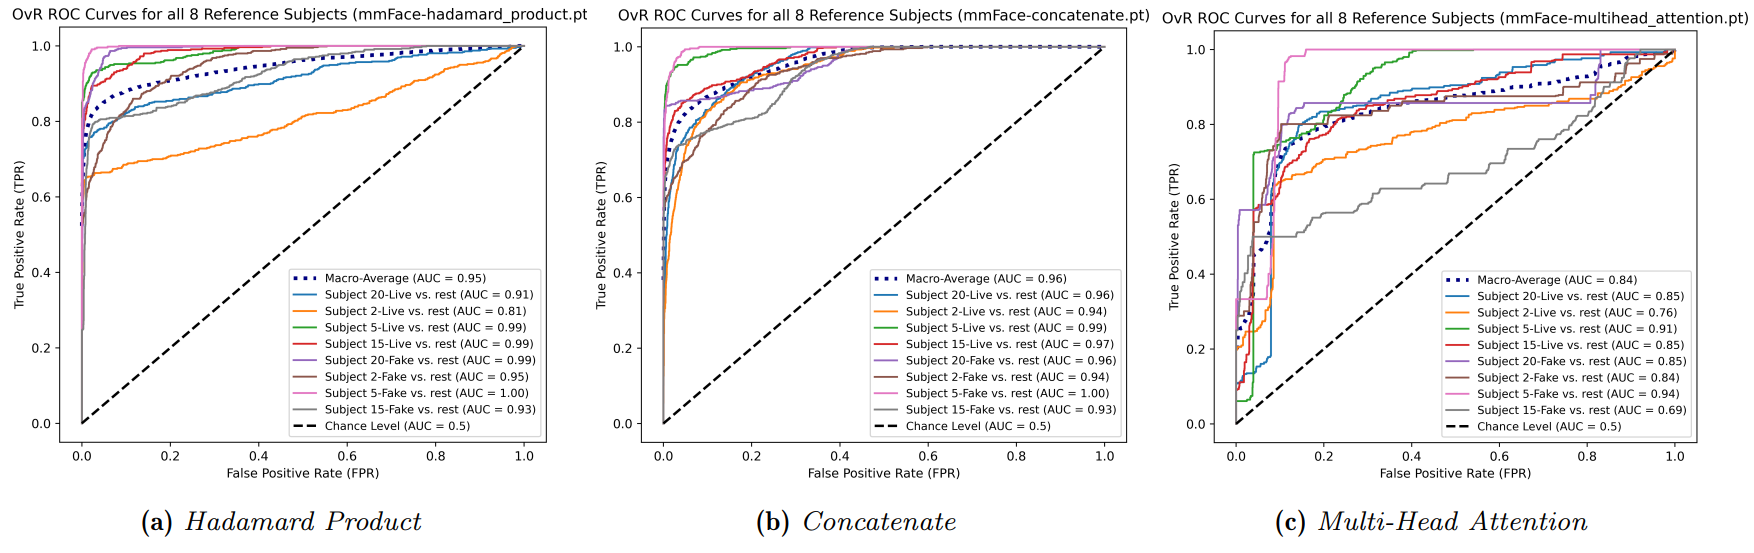 OvR ROC Curves for all 8 Reference Subjects (mmFace-hadamard_product.pt
1.0
0.8
0.6
0.4
0.2
0.0
True Positive Rate (TPR)
Macro-Average (AUC = 0.95)
Subject 20-Live vs. rest (AUC = 0.91)
Subject 2-Live vs. rest (AUC = 0.81)
Subject 5-Live vs. rest (AUC = 0.99)
Subject 15-Live vs. rest (AUC = 0.99)
Subject 20-Fake vs. rest (AUC = 0.99)
Subject 2-Fake vs. rest (AUC = 0.95)
Subject 5-Fake vs. rest (AUC = 1.00)
Subject 15-Fake vs. rest (AUC = 0.93)
Chance Level (AUC = 0.5)
0.0 0.2 0.4 0.6 0.8 1.0
False Positive Rate (FPR)
(a) Hadamard Product
OvR ROC Curves for all 8 Reference Subjects (mmFace-concatenate.pt)
1.0
0.8
0.6
0.4
0.2
0.0
True Positive Rate (TPR)
Macro-Average (AUC = 0.96)
Subject 20-Live vs. rest (AUC = 0.96)
Subject 2-Live vs. rest (AUC = 0.94)
Subject 5-Live vs. rest (AUC = 0.99)
Subject 15-Live vs. rest (AUC = 0.97)
Subject 20-Fake vs. rest (AUC = 0.96)
Subject 2-Fake vs. rest (AUC = 0.94)
Subject 5-Fake vs. rest (AUC = 1.00)
Subject 15-Fake vs. rest (AUC = 0.93)
Chance Level (AUC = 0.5)
0.0 0.2 0.4 0.6 0.8 1.0
False Positive Rate (FPR)
(b) Concatenate
OvR ROC Curves for all 8 Reference Subjects (mmFace-multihead_attention.pt)
1.0
0.8
0.6
0.4
0.2
0.0
True Positive Rate (TPR)
Macro-Average (AUC = 0.84)
Subject 20-Live vs. rest (AUC = 0.85)
Subject 2-Live vs. rest (AUC = 0.76)
Subject 5-Live vs. rest (AUC = 0.91)
Subject 15-Live vs. rest (AUC = 0.85)
Subject 20-Fake vs. rest (AUC = 0.85)
Subject 2-Fake vs. rest (AUC = 0.84)
Subject 5-Fake vs. rest (AUC = 0.94)
Subject 15-Fake vs. rest (AUC = 0.69)
Chance Level (AUC = 0.5)
0.0 0.2 0.4 0.6 0.8 1.0
False Positive Rate (FPR)
(c) Multi-Head Attention